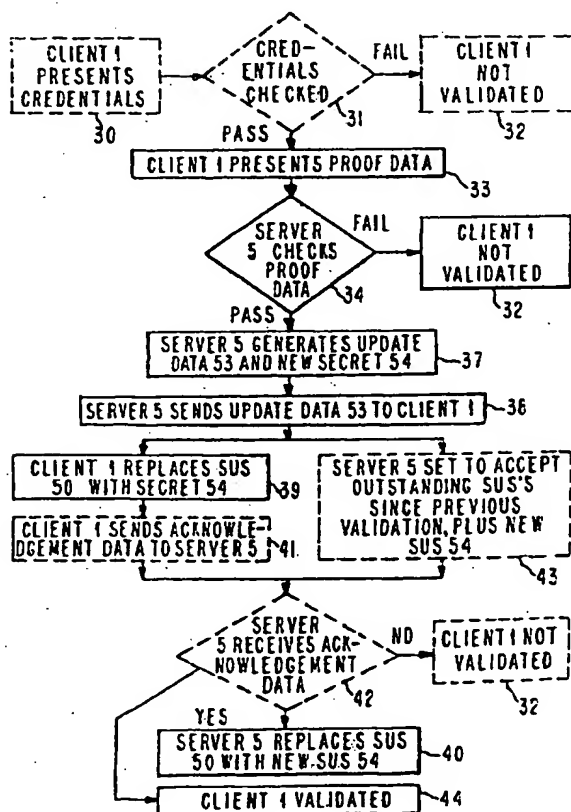 CLIENT 1
PRESENTS
CREDENTIALS
30
CRED-
ENTIALS
CHECKED
31
FAIL
CLIENT 1
NOT
VALIDATED
32
PASS
CLIENT 1 PRESENTS PROOF DATA
33
SERVER
5 CHECKS
PROOF
DATA
34
FAIL
CLIENT 1
NOT
VALIDATED
32
PASS
SERVER 5 GENERATES UPDATE
DATA 53 AND NEW SECRET 54
37
SERVER 5 SENDS UPDATE DATA 53 TO CLIENT 1
38
CLIENT 1 REPLACES SUS
50 WITH SECRET 54
39
CLIENT 1 SENDS ACKNOWLE-
DGEMENT DATA TO SERVER 5
41
SERVER 5 SET TO ACCEPT
OUTSTANDING SUS'S
SINCE PREVIOUS
VALIDATION, PLUS NEW
SUS 54
43
SERVER
5 RECEIVES ACK-
NOWLEDGEMENT
DATA
42
NO
CLIENT 1 NOT
VALIDATED
32
YES
SERVER 5 REPLACES SUS
50 WITH NEW SUS 54
40
CLIENT 1 VALIDATED
44